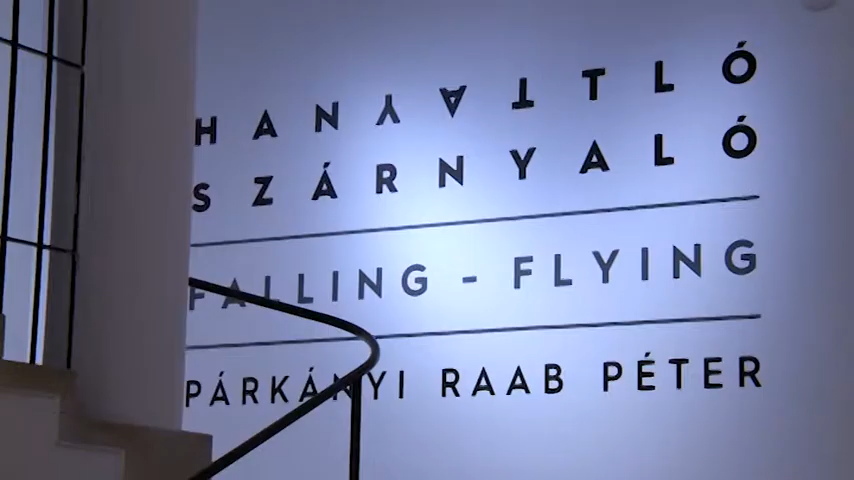 HANYATTLÓ
SZÁRNYALÓ
FALLING - FLYING
PÁRKÁNYI RAAB PÉTER